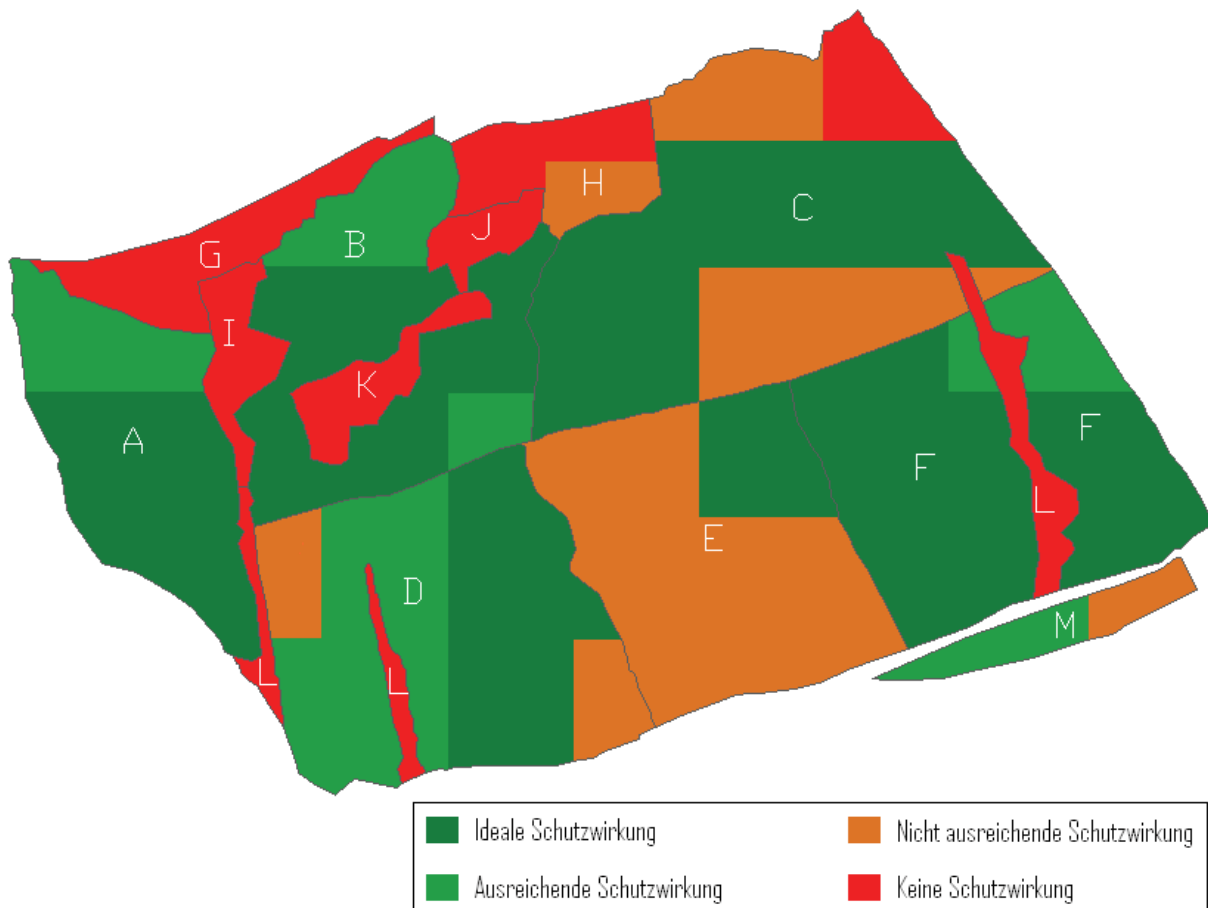 H
C
J
B
G
I
K
A
F
F
L
E
D
M
L
L
Ideale Schutzwirkung
Nicht ausreichende Schutzwirkung
Ausreichende Schutzwirkung
Keine Schutzwirkung